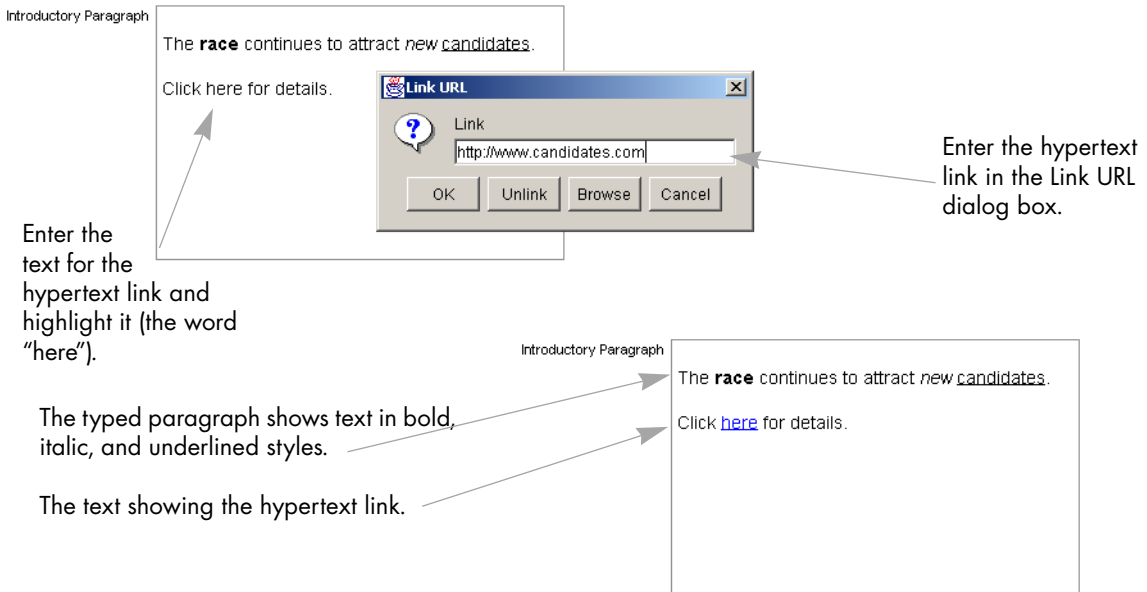 Introductory Paragraph
The race continues to attract new candidates.
Click here for details.
Link URL
Link
http://www.candidates.com
OK Unlink Browse Cancel
Enter the hypertext
link in the Link URL
dialog box.
Enter the
text for the
hypertext link and
highlight it (the word
“here”).
Introductory Paragraph
The race continues to attract new candidates.
Click here for details.
The typed paragraph shows text in bold,
italic, and underlined styles.
The text showing the hypertext link.